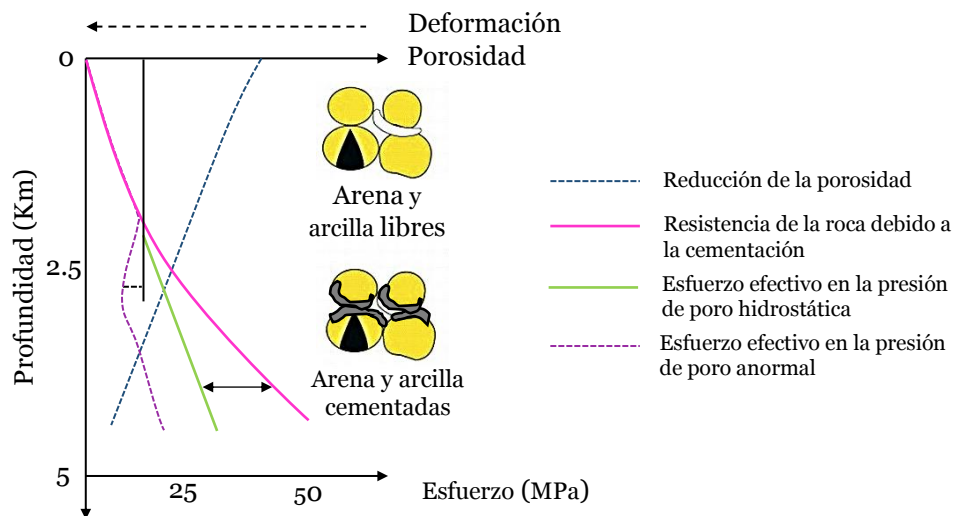 Deformación
Porosidad
0
2.5
5
Profundidad (Km)
Arena y
arcilla libres
Arena y arcilla
cementadas
25
50
Esfuerzo (MPa)
Reducción de la porosidad
Resistencia de la roca debido a
la cementación
Esfuerzo efectivo en la presión
de poro hidrostática
Esfuerzo efectivo en la presión
de poro anormal